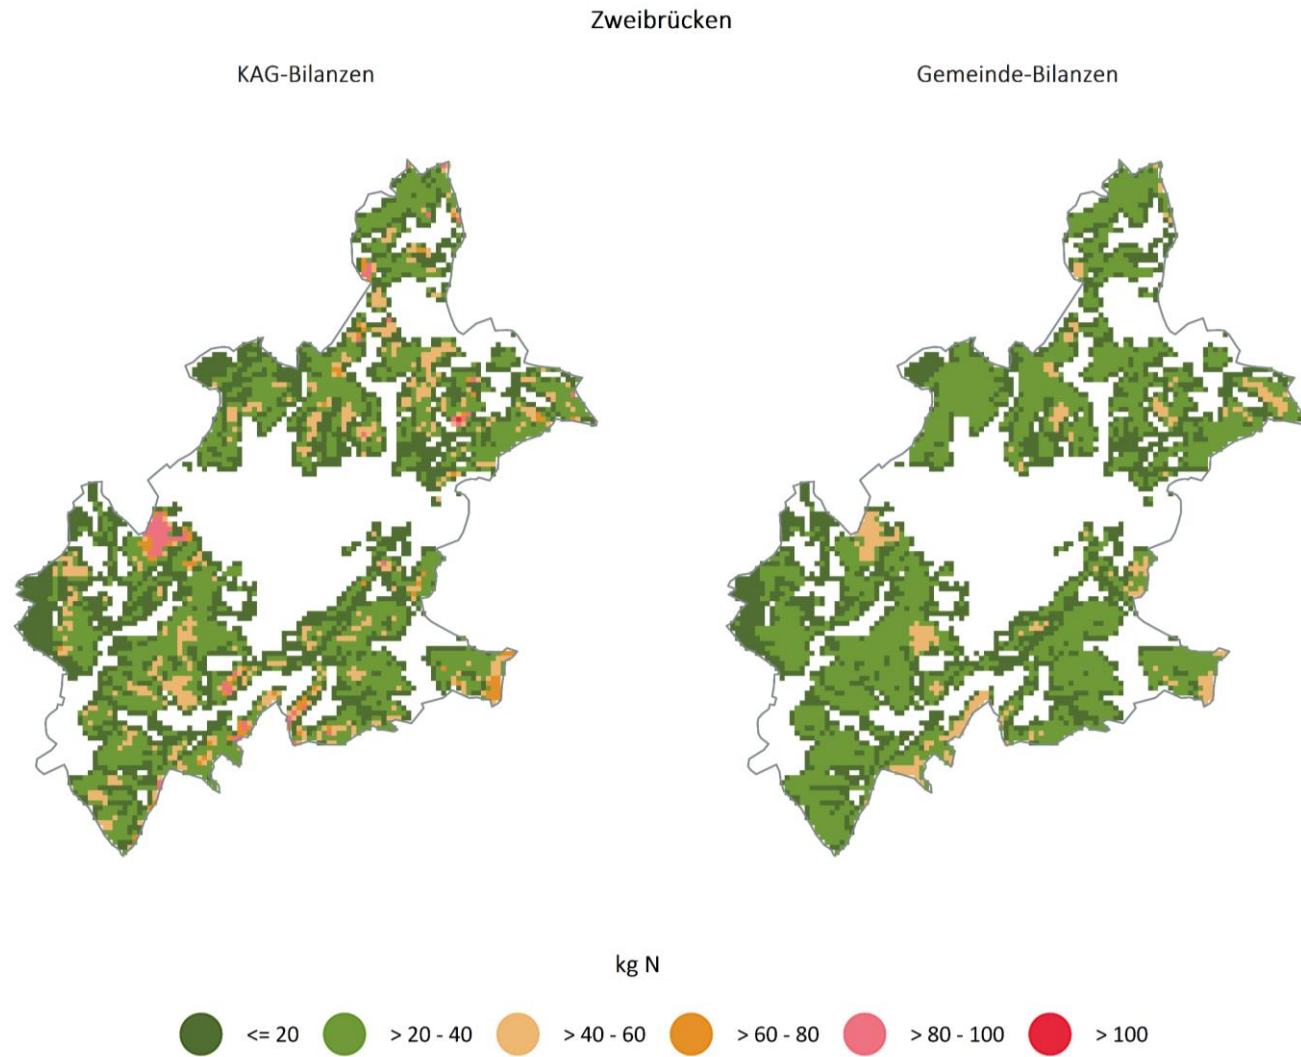 Zweibrücken
KAG-Bilanzen
Gemeinde-Bilanzen
kg N
<= 20
> 20 - 40
> 40 - 60
> 60 - 80
> 80 - 100
> 100